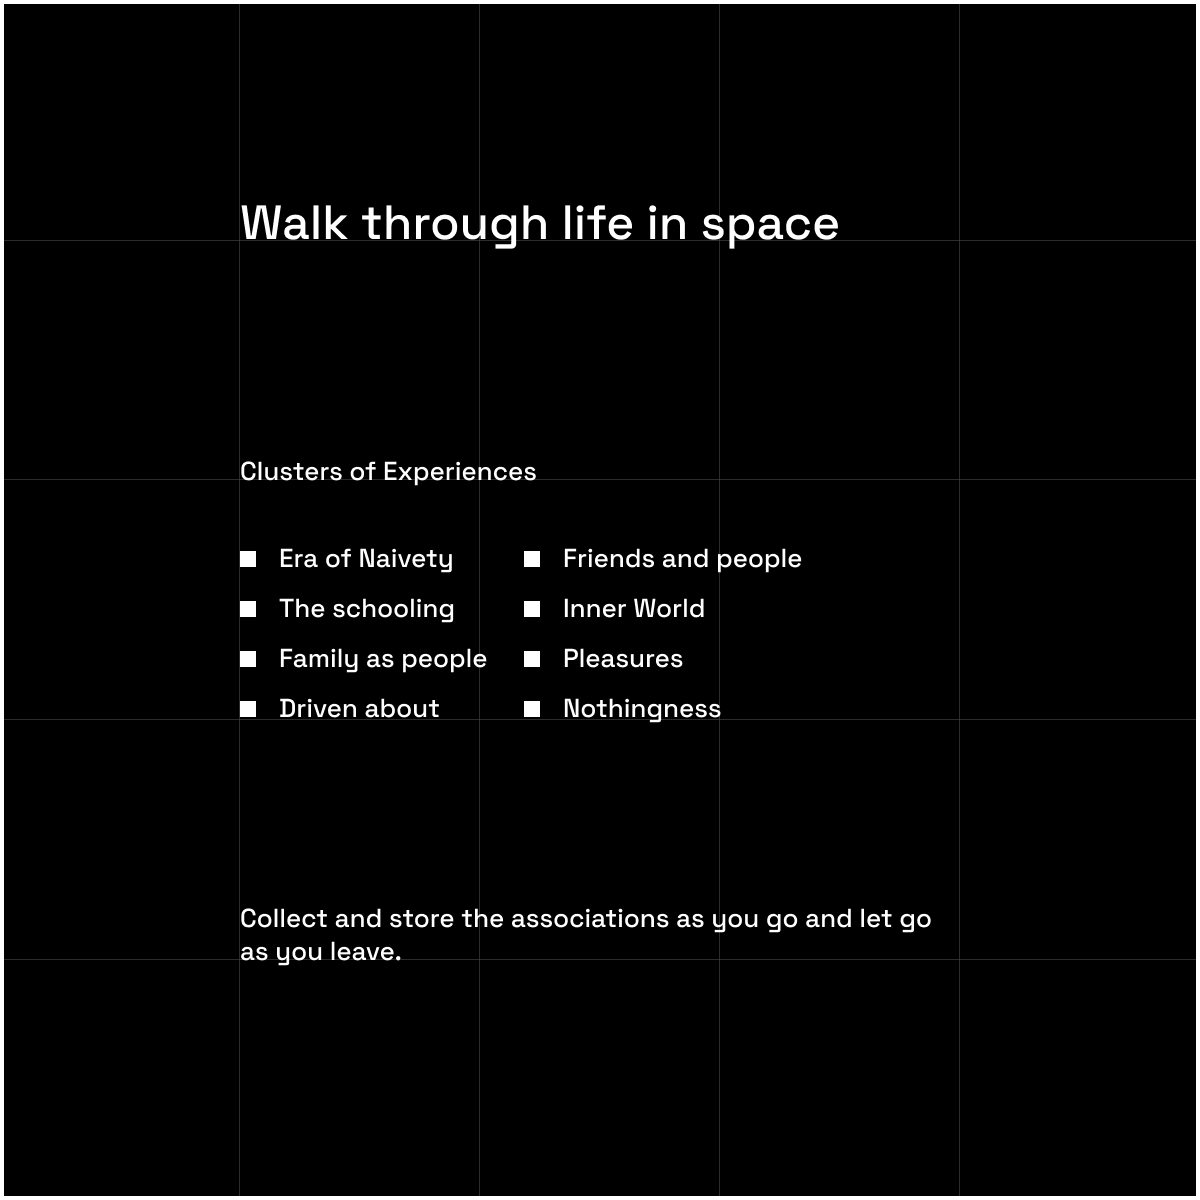 Walk through life in space
Clusters of Experiences
Era of Naivety
The schooling
Family as people
Driven about
Friends and people
Inner World
Pleasures
Nothingness
Collect and store the associations as you go and let go
as you leave.